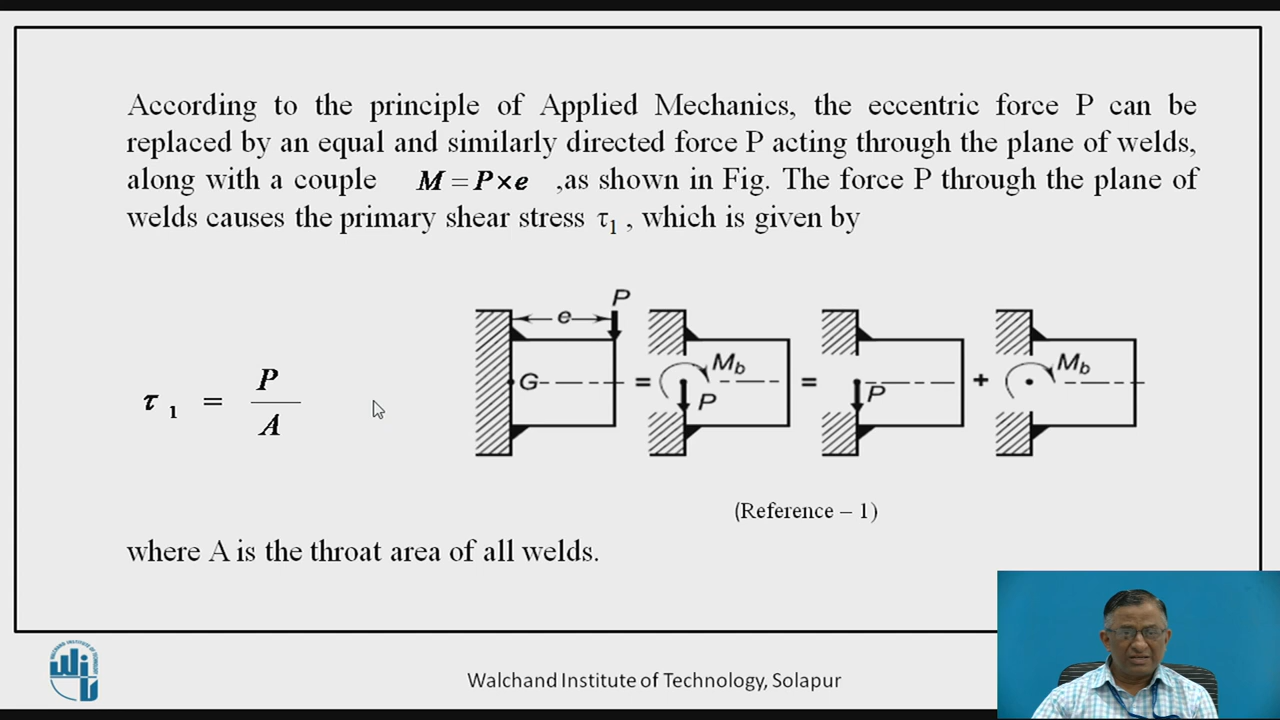 According to the principle of Applied Mechanics, the eccentric force P can be
replaced by an equal and similarly directed force P acting through the plane of welds,
along with a couple M = P × e ,as shown in Fig. The force P through the plane of
welds causes the primary shear stress τ₁ , which is given by
P
e
G
=
M_b
P
=
P
+
M_b
τ₁ = P / A
(Reference – 1)
where A is the throat area of all welds.
Walchand Institute of Technology, Solapur